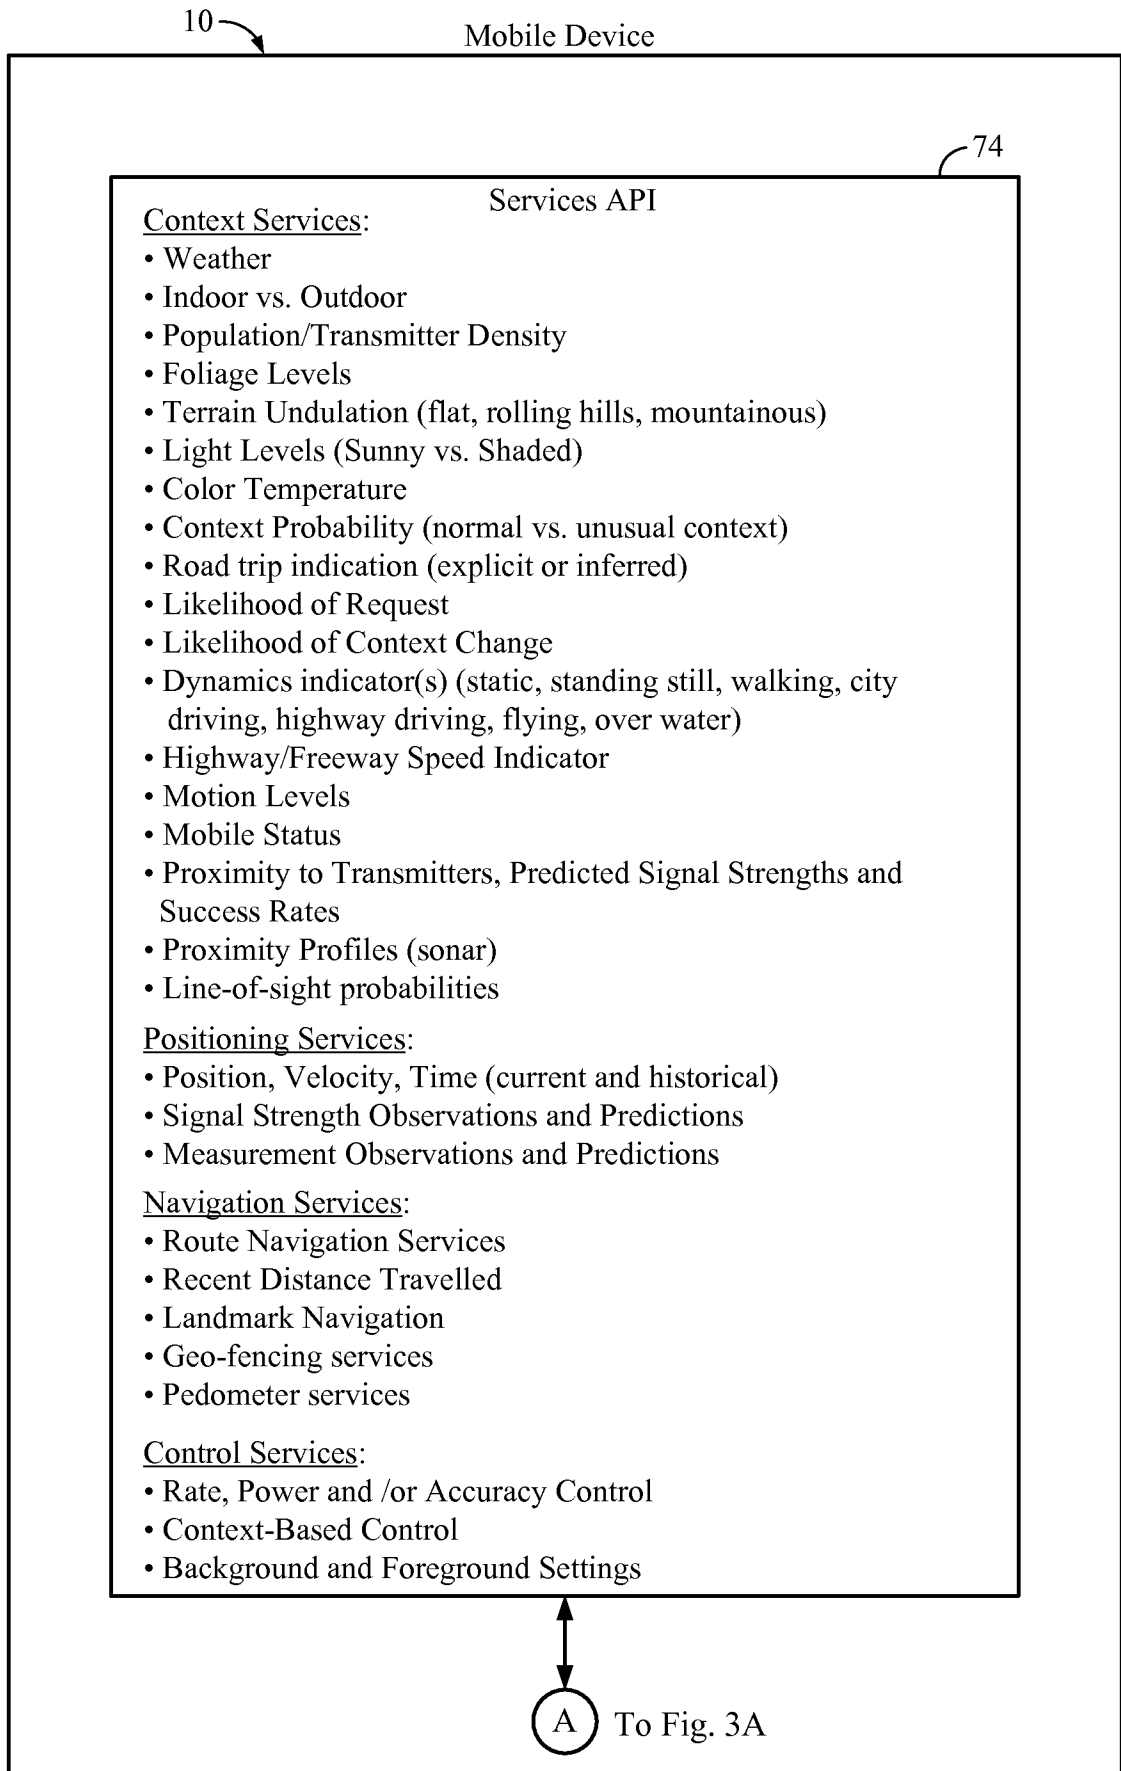 10
Mobile Device
74
Services API
Context Services:
• Weather
• Indoor vs. Outdoor
• Population/Transmitter Density
• Foliage Levels
• Terrain Undulation (flat, rolling hills, mountainous)
• Light Levels (Sunny vs. Shaded)
• Color Temperature
• Context Probability (normal vs. unusual context)
• Road trip indication (explicit or inferred)
• Likelihood of Request
• Likelihood of Context Change
• Dynamics indicator(s) (static, standing still, walking, city
driving, highway driving, flying, over water)
• Highway/Freeway Speed Indicator
• Motion Levels
• Mobile Status
• Proximity to Transmitters, Predicted Signal Strengths and
Success Rates
• Proximity Profiles (sonar)
• Line-of-sight probabilities
Positioning Services:
• Position, Velocity, Time (current and historical)
• Signal Strength Observations and Predictions
• Measurement Observations and Predictions
Navigation Services:
• Route Navigation Services
• Recent Distance Travelled
• Landmark Navigation
• Geo-fencing services
• Pedometer services
Control Services:
• Rate, Power and /or Accuracy Control
• Context-Based Control
• Background and Foreground Settings
A To Fig. 3A